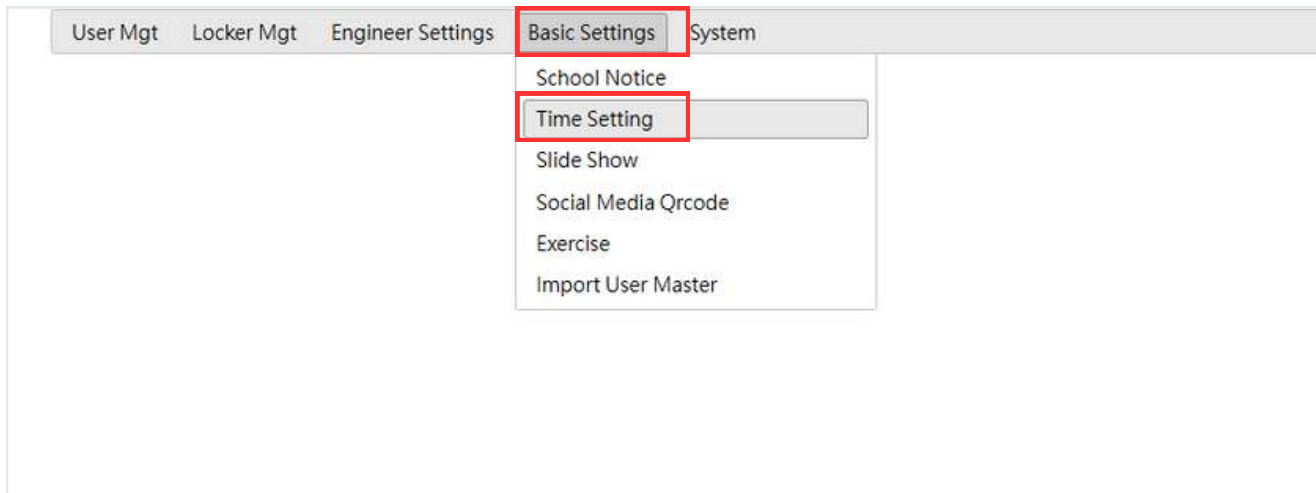 User Mgt Locker Mgt Engineer Settings Basic Settings System
School Notice
Time Setting
Slide Show
Social Media Qrcode
Exercise
Import User Master